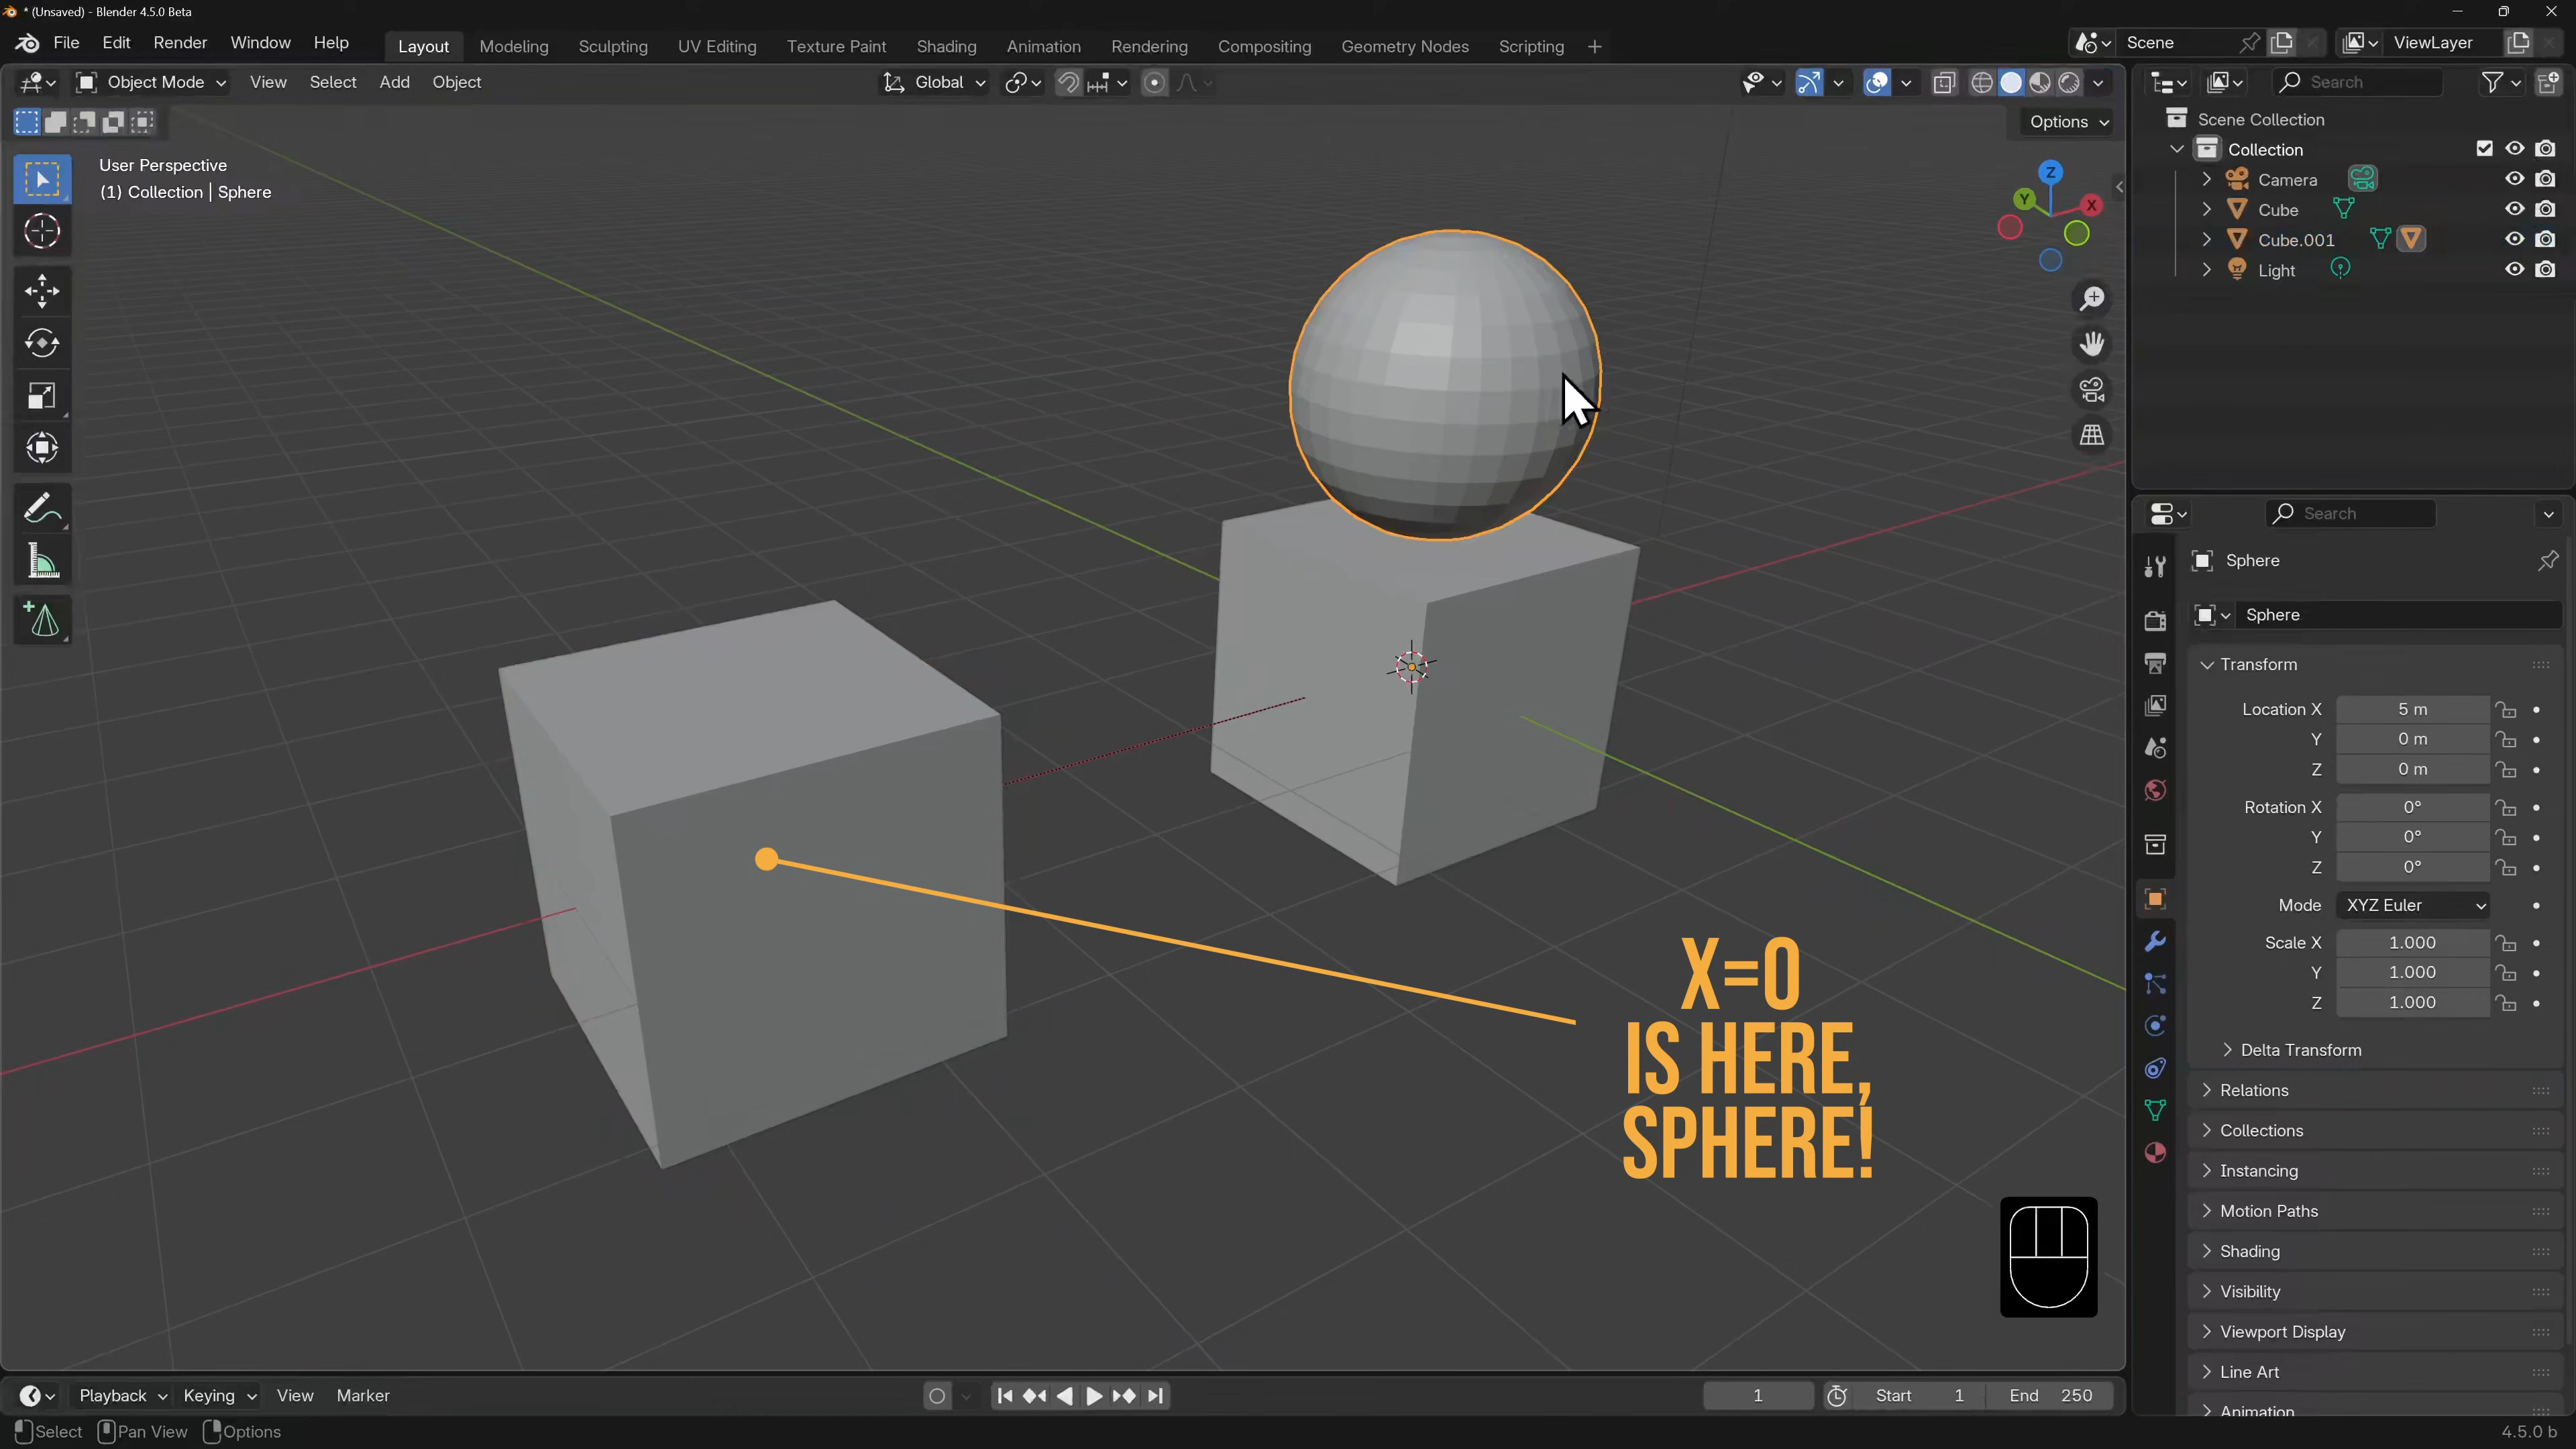 * (Unsaved) - Blender 4.5.0 Beta
File Edit Render Window Help
Layout Modeling Sculpting UV Editing Texture Paint Shading Animation Rendering Compositing Geometry Nodes Scripting +
Scene
ViewLayer
Object Mode View Select Add Object
Global
Search
Options
User Perspective
(1) Collection | Sphere
Z
Y
X
Scene Collection
Collection
Camera
Cube
Cube.001
Light
Search
Sphere
Sphere
Transform
Location X 5 m
Y 0 m
Z 0 m
Rotation X 0°
Y 0°
Z 0°
Mode XYZ Euler
Scale X 1.000
Y 1.000
Z 1.000
Delta Transform
Relations
Collections
Instancing
Motion Paths
Shading
Visibility
Viewport Display
Line Art
Animation
X=0
IS HERE,
SPHERE!
Playback Keying View Marker
1
Start 1
End 250
Select Pan View Options
4.5.0 b